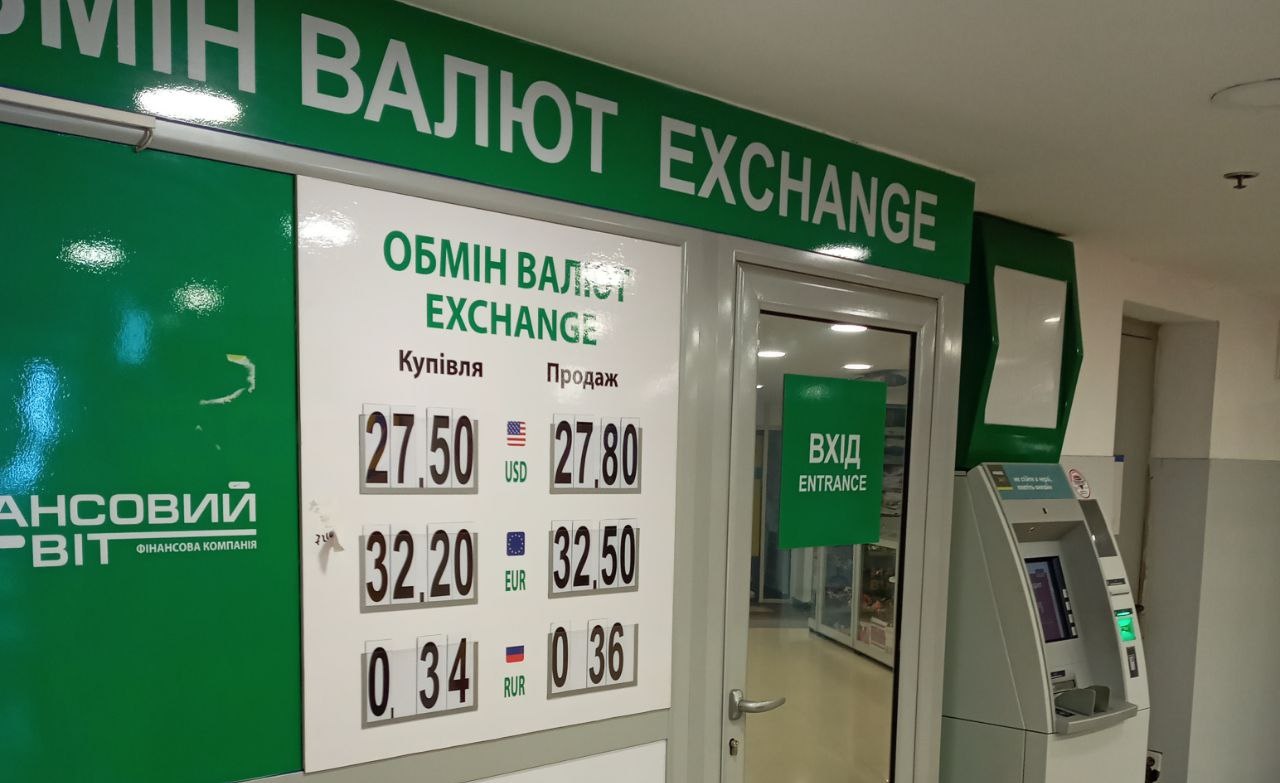 ОБМІН ВАЛЮТ EXCHANGE
ОБМІН ВАЛЮТ
EXCHANGE
Купівля Продаж
27,50 USD 27,80
32,20 EUR 32,50
0,34 RUR 0 36
АНСОВИЙ
ВІТ ФІНАНСОВА КОМПАНІЯ
ВХІД
ENTRANCE